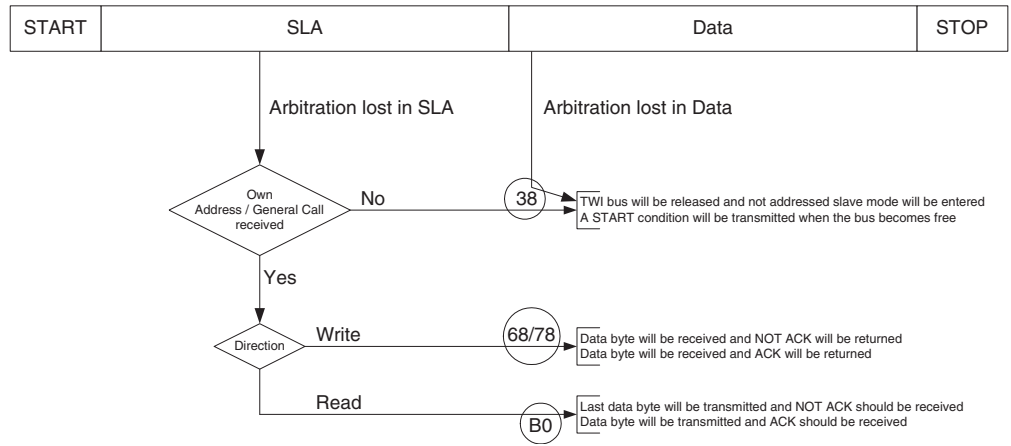 START SLA Data STOP
Arbitration lost in SLA Arbitration lost in Data
Own
Address / General Call
received
No
38
TWI bus will be released and not addressed slave mode will be entered
A START condition will be transmitted when the bus becomes free
Yes
Direction
Write
68/78
Data byte will be received and NOT ACK will be returned
Data byte will be received and ACK will be returned
Read
B0
Last data byte will be transmitted and NOT ACK should be received
Data byte will be transmitted and ACK should be received